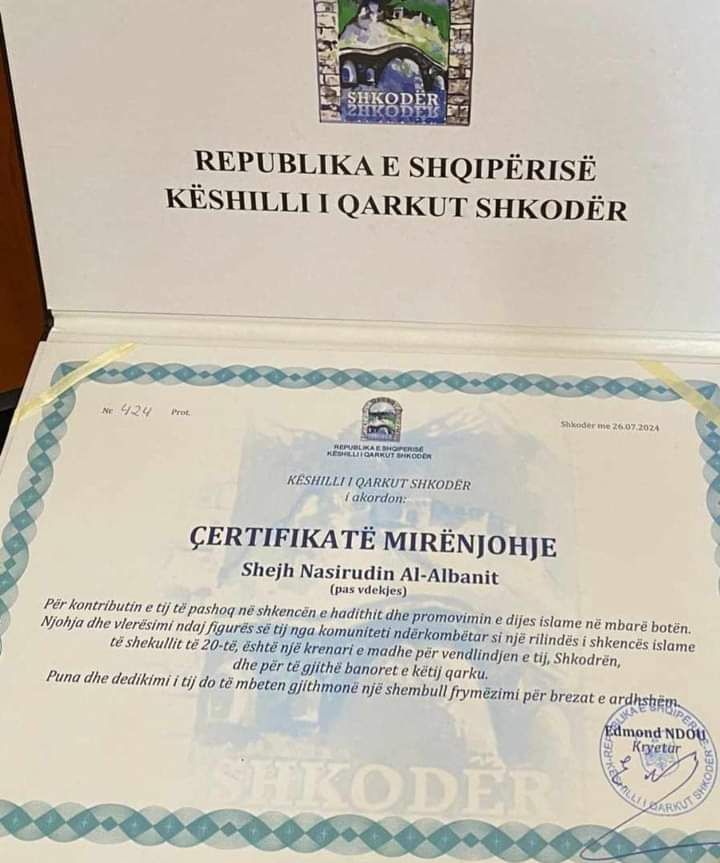 SHKODËR
REPUBLIKA E SHQIPËRISË
KËSHILLI I QARKUT SHKODËR
Nr 424 Prot.
Shkodër me 26.07.2024
REPUBLIKA E SHQIPERISE
KËSHILLI I QARKUT SHKODËR
KËSHILLI I QARKUT SHKODËR
i akordon:
ÇERTIFIKATË MIRËNJOHJE
Shejh Nasirudin Al-Albanit
(pas vdekjes)
Për kontributin e tij të pashoq në shkencën e hadithit dhe promovimin e dijes islame në mbarë botën.
Njohja dhe vlerësimi ndaj figurës së tij nga komuniteti ndërkombëtar si një rilindës i shkencës islame
të shekullit të 20-të, është një krenari e madhe për vendlindjen e tij, Shkodrën,
dhe për të gjithë banoret e këtij qarku.
Puna dhe dedikimi i tij do të mbeten gjithmonë një shembull frymëzimi për brezat e ardhshëm.
Edmond NDOU
Kryetar
SHKODËR